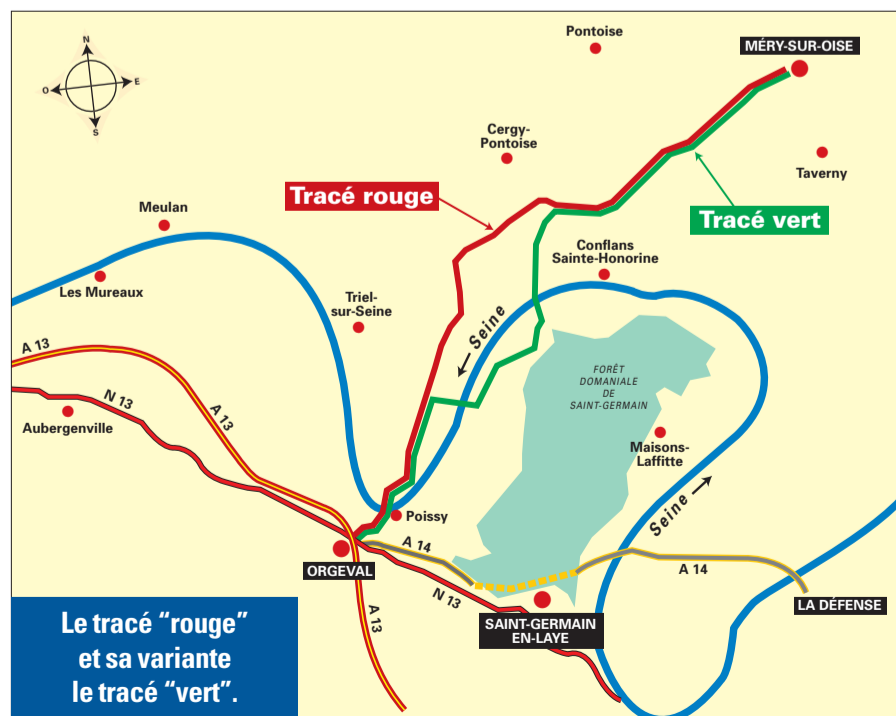 N
O
E
S
Pontoise
MÉRY-SUR-OISE
Cergy-
Pontoise
Taverny
Tracé rouge
Tracé vert
Meulan
Conflans
Sainte-Honorine
Les Mureaux
Triel-
sur-Seine
Seine
A 13
FORÊT
DOMANIALE
DE
SAINT-GERMAIN
N 13
A 13
Aubergenville
Maisons-
Laffitte
Seine
Poissy
A 14
ORGEVAL
A 14
N 13
A 13
LA DÉFENSE
SAINT-GERMAIN
EN-LAYE
Le tracé “rouge”
et sa variante
le tracé “vert”.